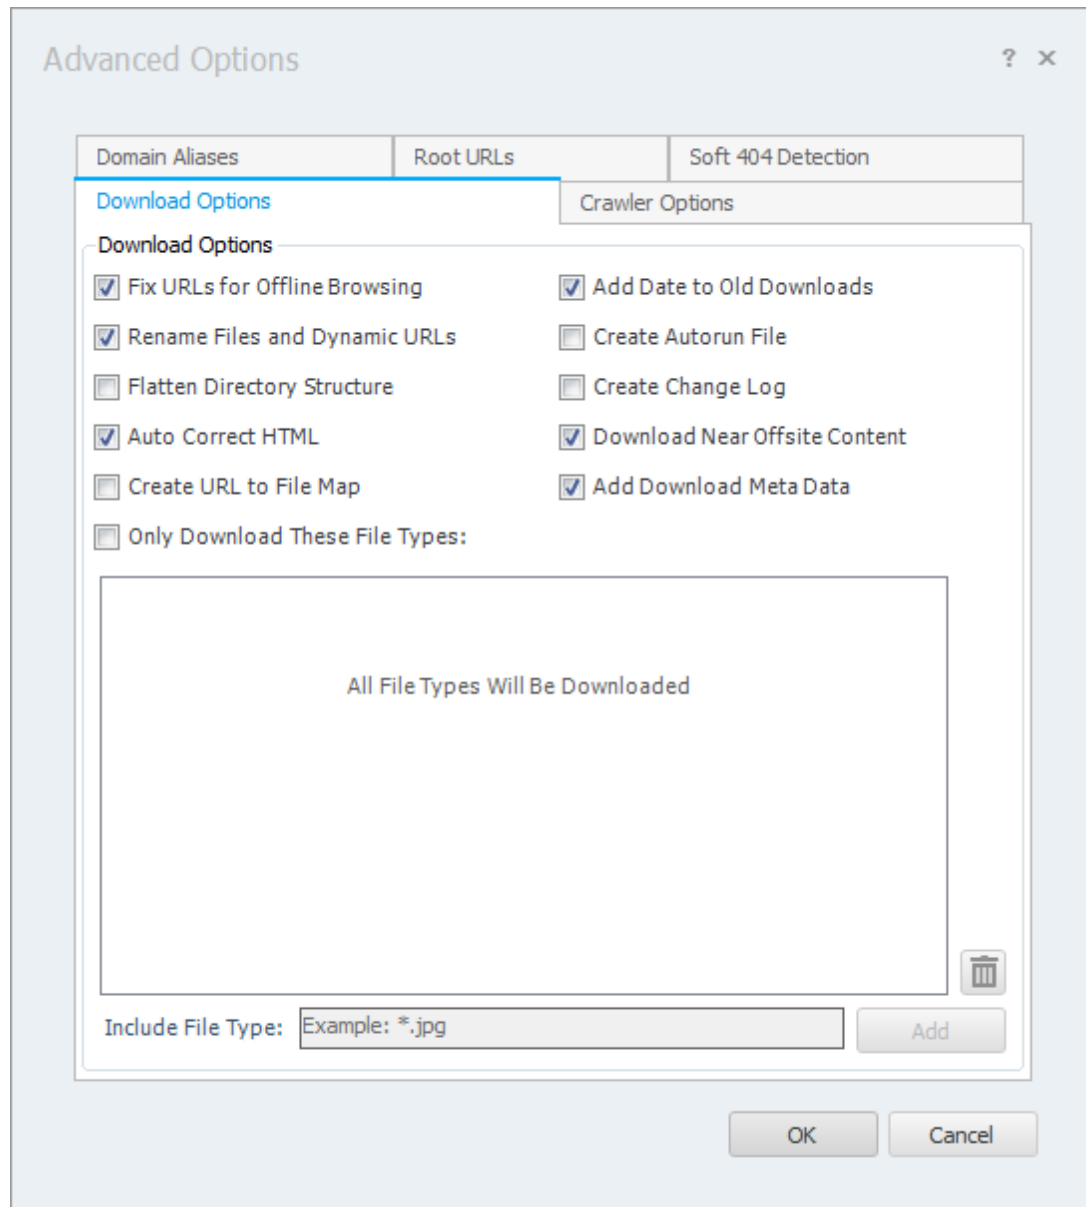 Advanced Options ? ×
Domain Aliases Root URLs Soft 404 Detection
Download Options Crawler Options
Download Options
Fix URLs for Offline Browsing Add Date to Old Downloads
Rename Files and Dynamic URLs Create Autorun File
Flatten Directory Structure Create Change Log
Auto Correct HTML Download Near Offsite Content
Create URL to File Map Add Download Meta Data
Only Download These File Types:
All File Types Will Be Downloaded
Include File Type: Example: *.jpg Add
OK Cancel